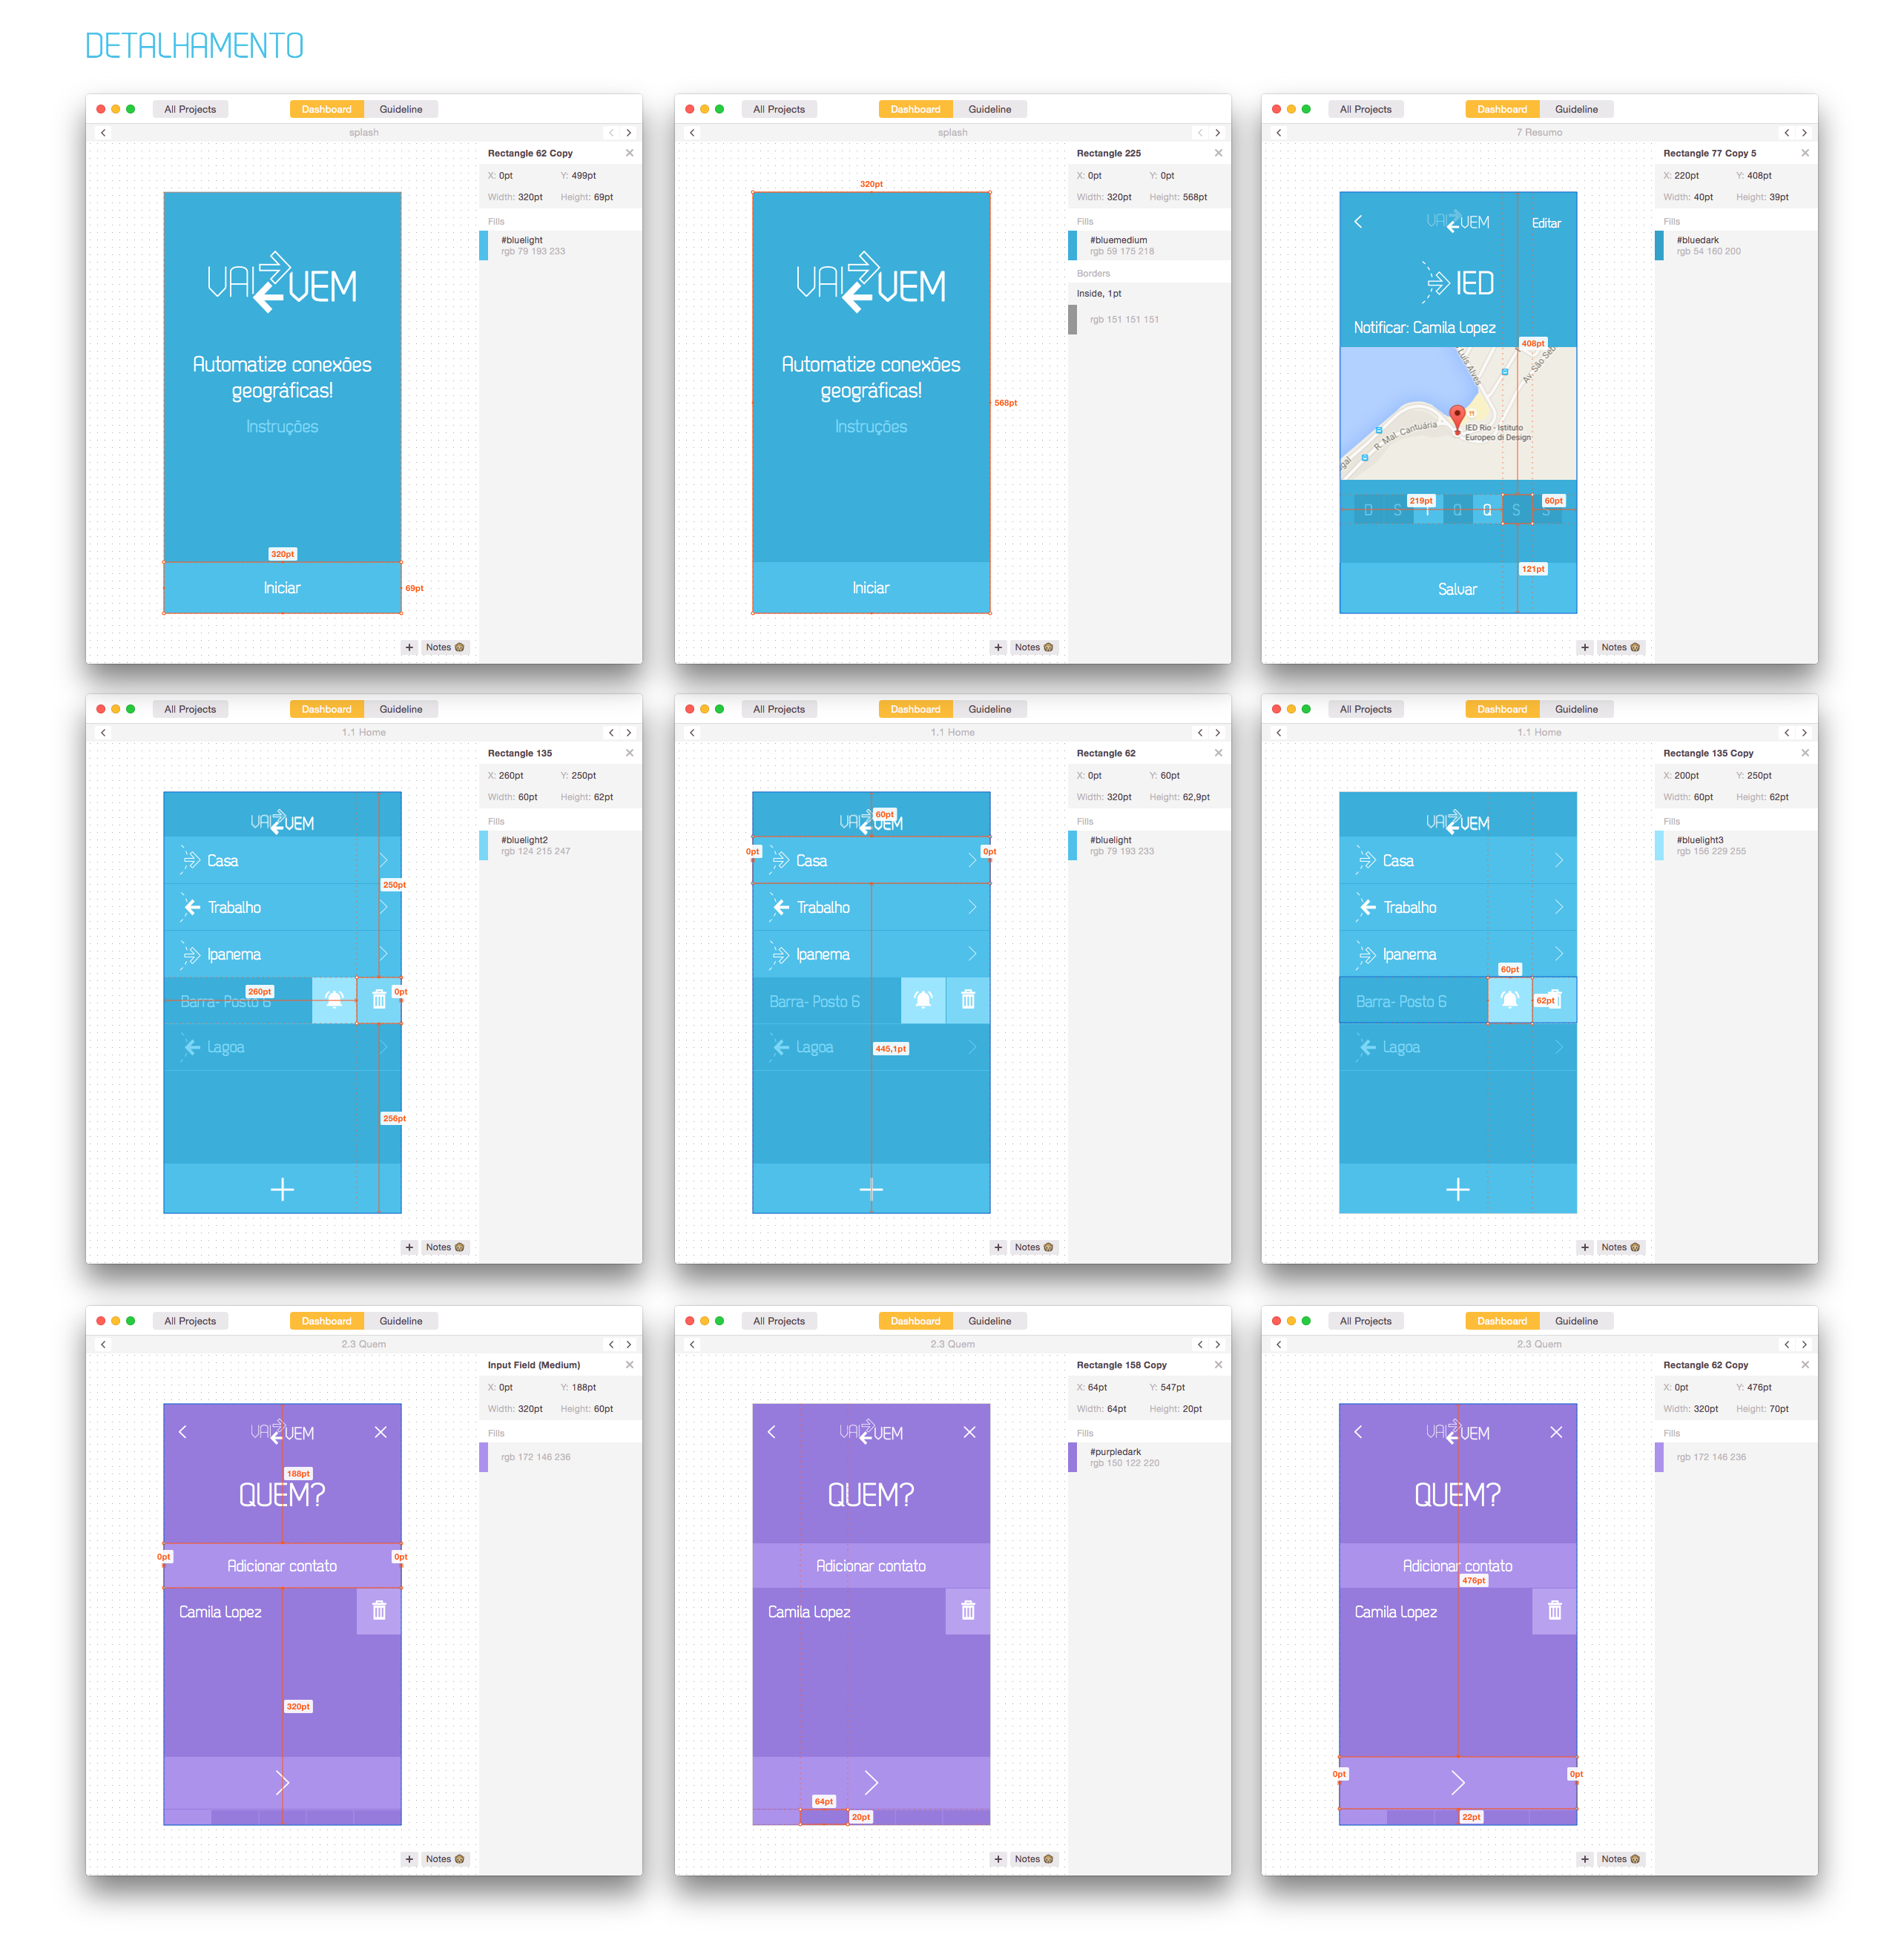 DETALHAMENTO
All Projects Dashboard Guideline
splash
Rectangle 62 Copy
X: 0pt Y: 499pt
Width: 320pt Height: 69pt
Fills
#bluelight
rgb 79 193 233
VAI VEM
Automatize conexões
geográficas!
Instruções
320pt
Iniciar
69pt
+ Notes
All Projects Dashboard Guideline
splash
Rectangle 225
X: 0pt Y: 0pt
Width: 320pt Height: 568pt
Fills
#bluemedium
rgb 59 175 218
Borders
Inside, 1pt
rgb 151 151 151
320pt
VAI VEM
Automatize conexões
geográficas!
568pt
Instruções
Iniciar
+ Notes
All Projects Dashboard Guideline
7 Resumo
Rectangle 77 Copy 5
X: 220pt Y: 408pt
Width: 40pt Height: 39pt
Fills
#bluedark
rgb 54 160 200
VAI VEM Editar
IED
Notificar: Camila Lopez
408pt
Luís Alves
Av. São Seb
R. Mal. Cantuária
IED Rio - Istituto
Europeo di Design
gal
219pt 60pt
D S T Q Q S S
121pt
Salvar
+ Notes
All Projects Dashboard Guideline
1.1 Home
Rectangle 135
X: 260pt Y: 250pt
Width: 60pt Height: 62pt
Fills
#bluelight2
rgb 124 215 247
VAI VEM
Casa
250pt
Trabalho
Ipanema
260pt 0pt
Barra- Posto 6
Lagoa
256pt
+
+ Notes
All Projects Dashboard Guideline
1.1 Home
Rectangle 62
X: 0pt Y: 60pt
Width: 320pt Height: 62,9pt
Fills
#bluelight
rgb 79 193 233
60pt
VAI VEM
0pt 0pt
Casa
Trabalho
Ipanema
Barra- Posto 6
Lagoa 445,1pt
+
+ Notes
All Projects Dashboard Guideline
1.1 Home
Rectangle 135 Copy
X: 200pt Y: 250pt
Width: 60pt Height: 62pt
Fills
#bluelight3
rgb 156 229 255
VAI VEM
Casa
Trabalho
Ipanema
60pt
Barra- Posto 6 62pt
Lagoa
+
+ Notes
All Projects Dashboard Guideline
2.3 Quem
Input Field (Medium)
X: 0pt Y: 188pt
Width: 320pt Height: 60pt
Fills
rgb 172 146 236
VAI VEM
188pt
QUEM?
0pt 0pt
Adicionar contato
Camila Lopez
320pt
+ Notes
All Projects Dashboard Guideline
2.3 Quem
Rectangle 158 Copy
X: 64pt Y: 547pt
Width: 64pt Height: 20pt
Fills
#purpledark
rgb 150 122 220
VAI VEM
QUEM?
Adicionar contato
Camila Lopez
64pt
20pt
+ Notes
All Projects Dashboard Guideline
2.3 Quem
Rectangle 62 Copy
X: 0pt Y: 476pt
Width: 320pt Height: 70pt
Fills
rgb 172 146 236
VAI VEM
QUEM?
Adicionar contato
476pt
Camila Lopez
0pt 0pt
22pt
+ Notes